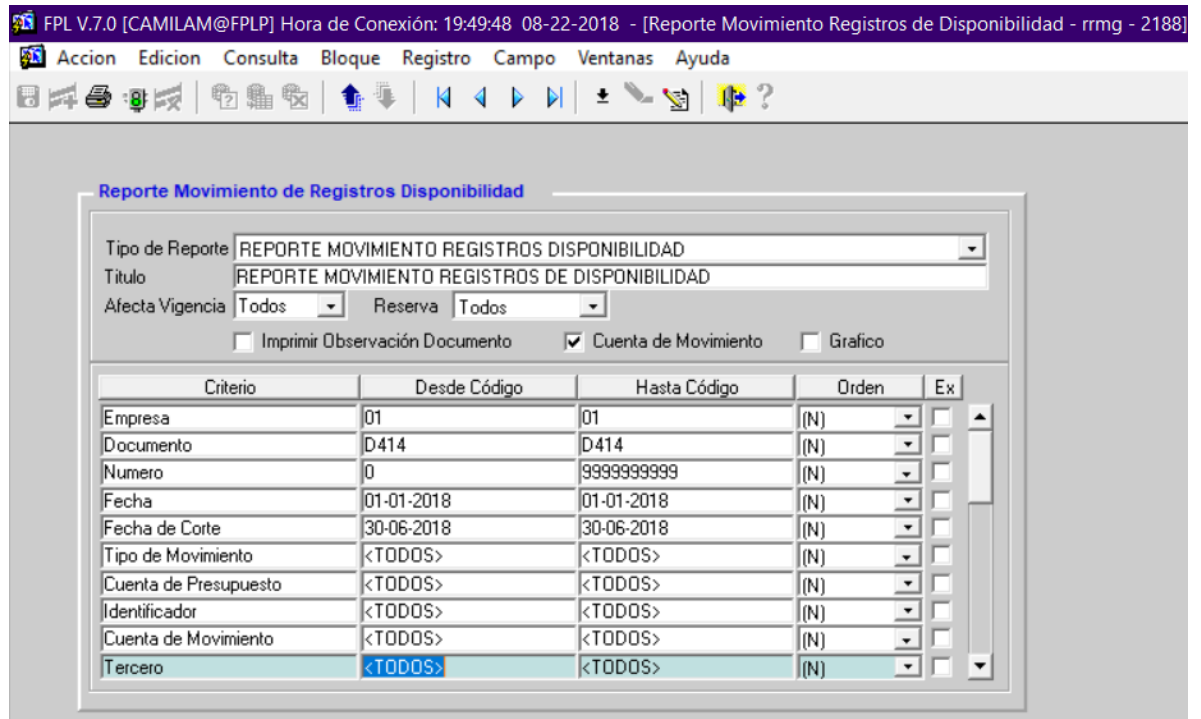 FPL V.7.0 [CAMILAM@FPLP] Hora de Conexión: 19:49:48 08-22-2018 - [Reporte Movimiento Registros de Disponibilidad - rrmg - 2188]
Accion Edicion Consulta Bloque Registro Campo Ventanas Ayuda
Reporte Movimiento de Registros Disponibilidad
Tipo de Reporte REPORTE MOVIMIENTO REGISTROS DISPONIBILIDAD
Titulo REPORTE MOVIMIENTO REGISTROS DE DISPONIBILIDAD
Afecta Vigencia Todos Reserva Todos
Imprimir Observación Documento Cuenta de Movimiento Grafico
Criterio Desde Código Hasta Código Orden Ex
Empresa 01 01 (N)
Documento D414 D414 (N)
Numero 0 9999999999 (N)
Fecha 01-01-2018 01-01-2018 (N)
Fecha de Corte 30-06-2018 30-06-2018 (N)
Tipo de Movimiento <TODOS> <TODOS> (N)
Cuenta de Presupuesto <TODOS> <TODOS> (N)
Identificador <TODOS> <TODOS> (N)
Cuenta de Movimiento <TODOS> <TODOS> (N)
Tercero <TODOS> <TODOS> (N)